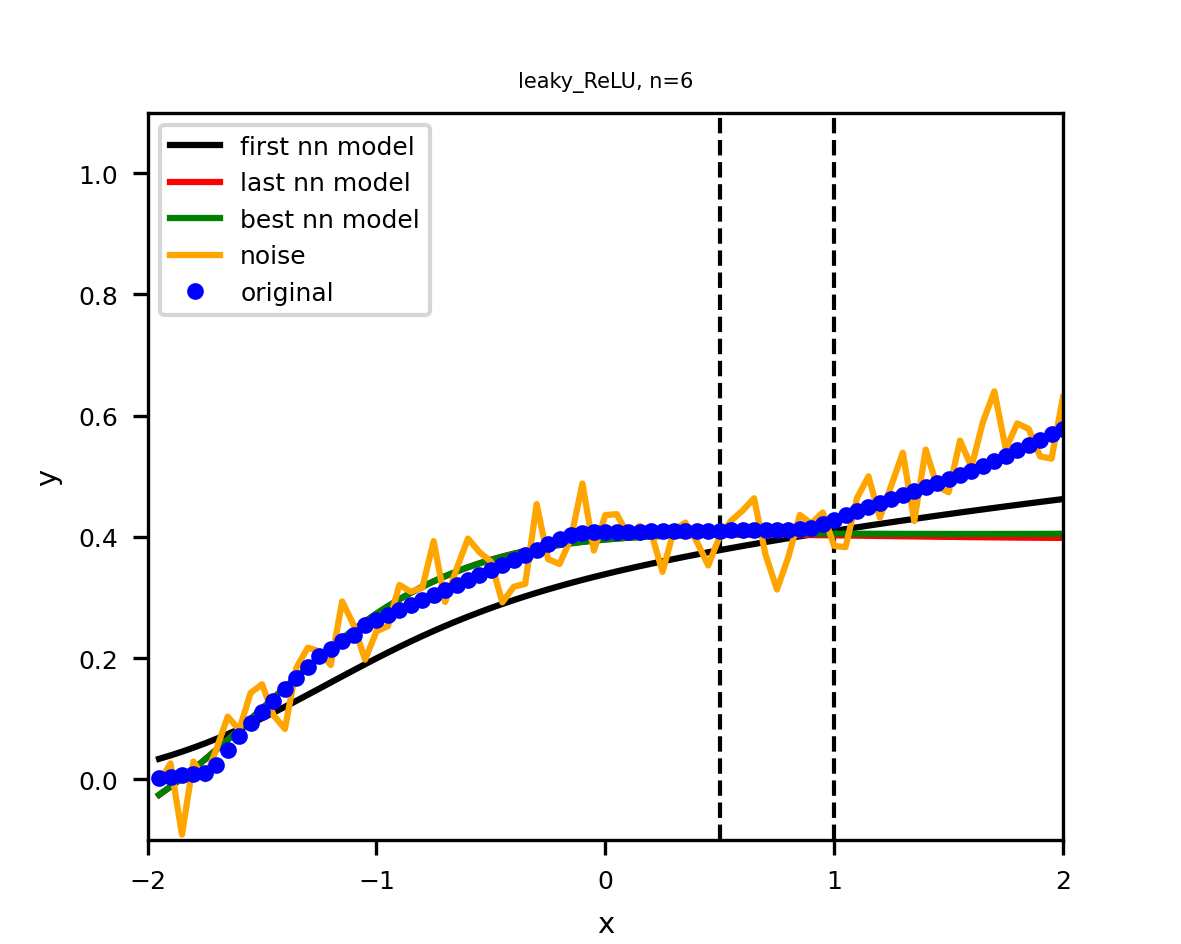 leaky_ReLU, n=6
first nn model
last nn model
best nn model
noise
original
1.0
0.8
0.6
0.4
0.2
0.0
y
−2
−1
0
1
2
x